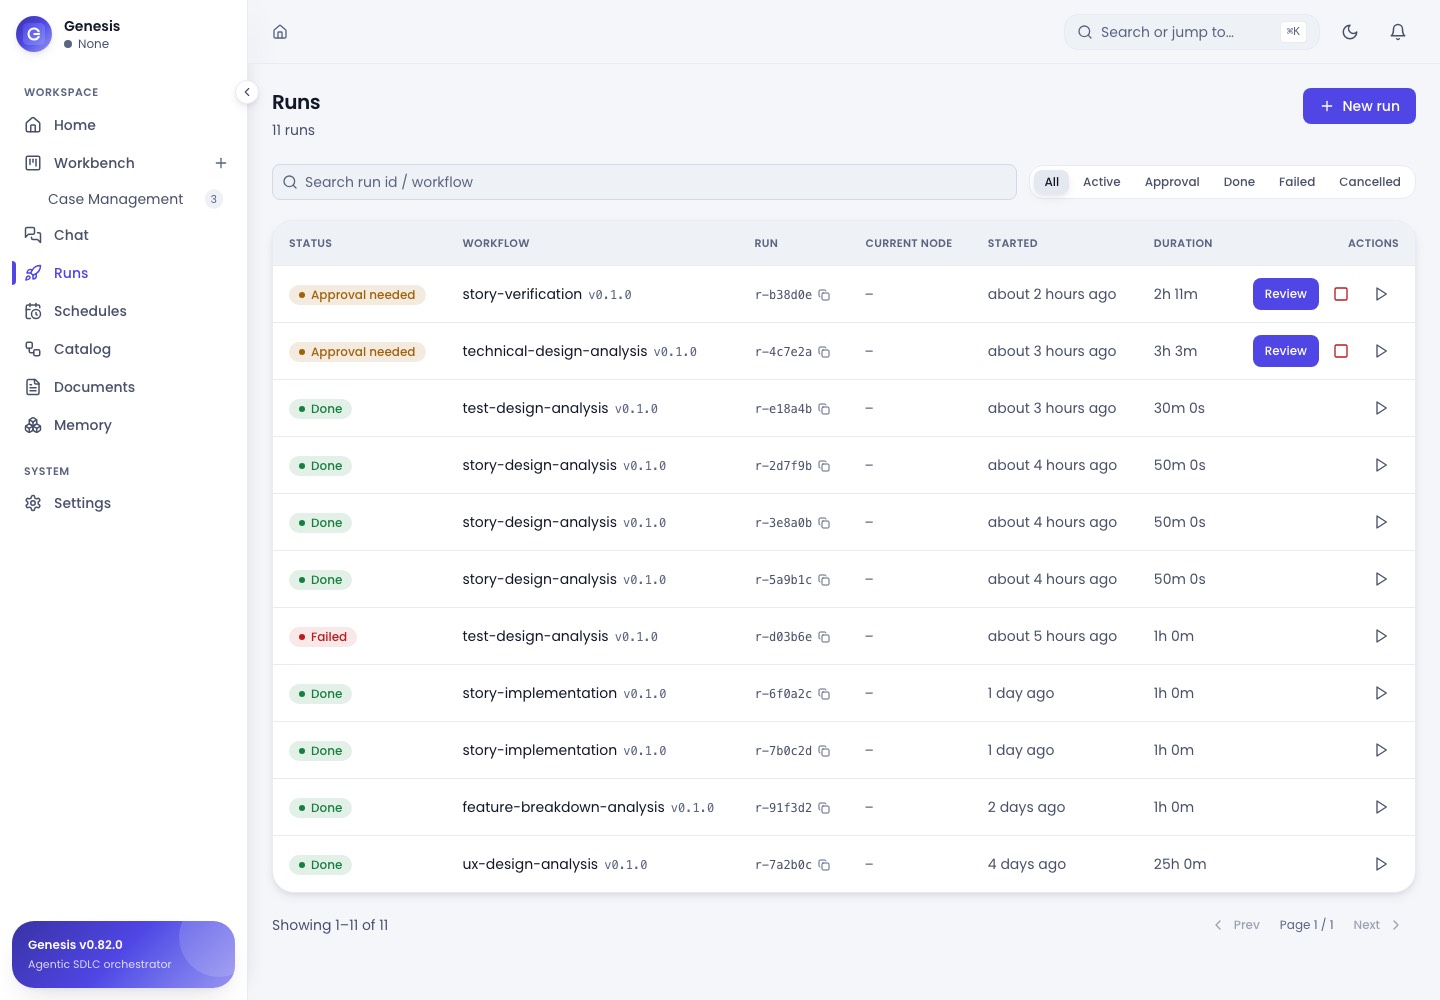 Genesis
None
WORKSPACE
Home
Workbench
Case Management 3
Chat
Runs
Schedules
Catalog
Documents
Memory
SYSTEM
Settings
Genesis v0.82.0
Agentic SDLC orchestrator
Search or jump to… ⌘K
Runs
11 runs
New run
Search run id / workflow
All Active Approval Done Failed Cancelled
STATUS WORKFLOW RUN CURRENT NODE STARTED DURATION ACTIONS
Approval needed story-verification v0.1.0 r-b38d0e – about 2 hours ago 2h 11m Review
Approval needed technical-design-analysis v0.1.0 r-4c7e2a – about 3 hours ago 3h 3m Review
Done test-design-analysis v0.1.0 r-e18a4b – about 3 hours ago 30m 0s
Done story-design-analysis v0.1.0 r-2d7f9b – about 4 hours ago 50m 0s
Done story-design-analysis v0.1.0 r-3e8a0b – about 4 hours ago 50m 0s
Done story-design-analysis v0.1.0 r-5a9b1c – about 4 hours ago 50m 0s
Failed test-design-analysis v0.1.0 r-d03b6e – about 5 hours ago 1h 0m
Done story-implementation v0.1.0 r-6f0a2c – 1 day ago 1h 0m
Done story-implementation v0.1.0 r-7b0c2d – 1 day ago 1h 0m
Done feature-breakdown-analysis v0.1.0 r-91f3d2 – 2 days ago 1h 0m
Done ux-design-analysis v0.1.0 r-7a2b0c – 4 days ago 25h 0m
Showing 1–11 of 11
Prev Page 1 / 1 Next